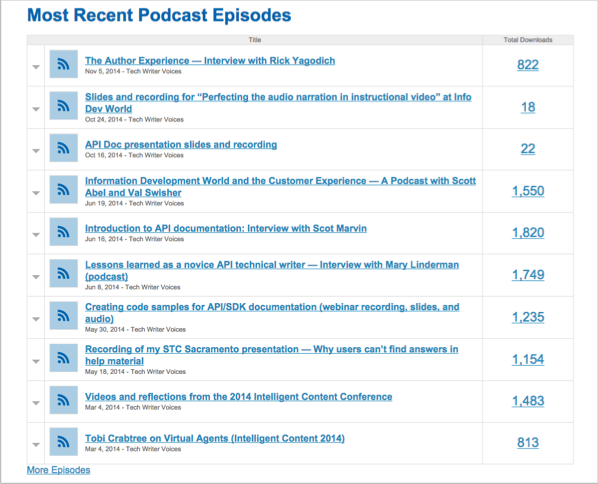 Most Recent Podcast Episodes
Title Total Downloads
The Author Experience — Interview with Rick Yagodich
Nov 5, 2014 - Tech Writer Voices
822
Slides and recording for “Perfecting the audio narration in instructional video” at Info
Dev World
Oct 24, 2014 - Tech Writer Voices
18
API Doc presentation slides and recording
Oct 16, 2014 - Tech Writer Voices
22
Information Development World and the Customer Experience — A Podcast with Scott
Abel and Val Swisher
Jun 19, 2014 - Tech Writer Voices
1,550
Introduction to API documentation: Interview with Scot Marvin
Jun 16, 2014 - Tech Writer Voices
1,820
Lessons learned as a novice API technical writer — Interview with Mary Linderman
(podcast)
Jun 8, 2014 - Tech Writer Voices
1,749
Creating code samples for API/SDK documentation (webinar recording, slides, and
audio)
May 30, 2014 - Tech Writer Voices
1,235
Recording of my STC Sacramento presentation — Why users can’t find answers in
help material
May 18, 2014 - Tech Writer Voices
1,154
Videos and reflections from the 2014 Intelligent Content Conference
Mar 4, 2014 - Tech Writer Voices
1,483
Tobi Crabtree on Virtual Agents (Intelligent Content 2014)
Mar 4, 2014 - Tech Writer Voices
813
More Episodes